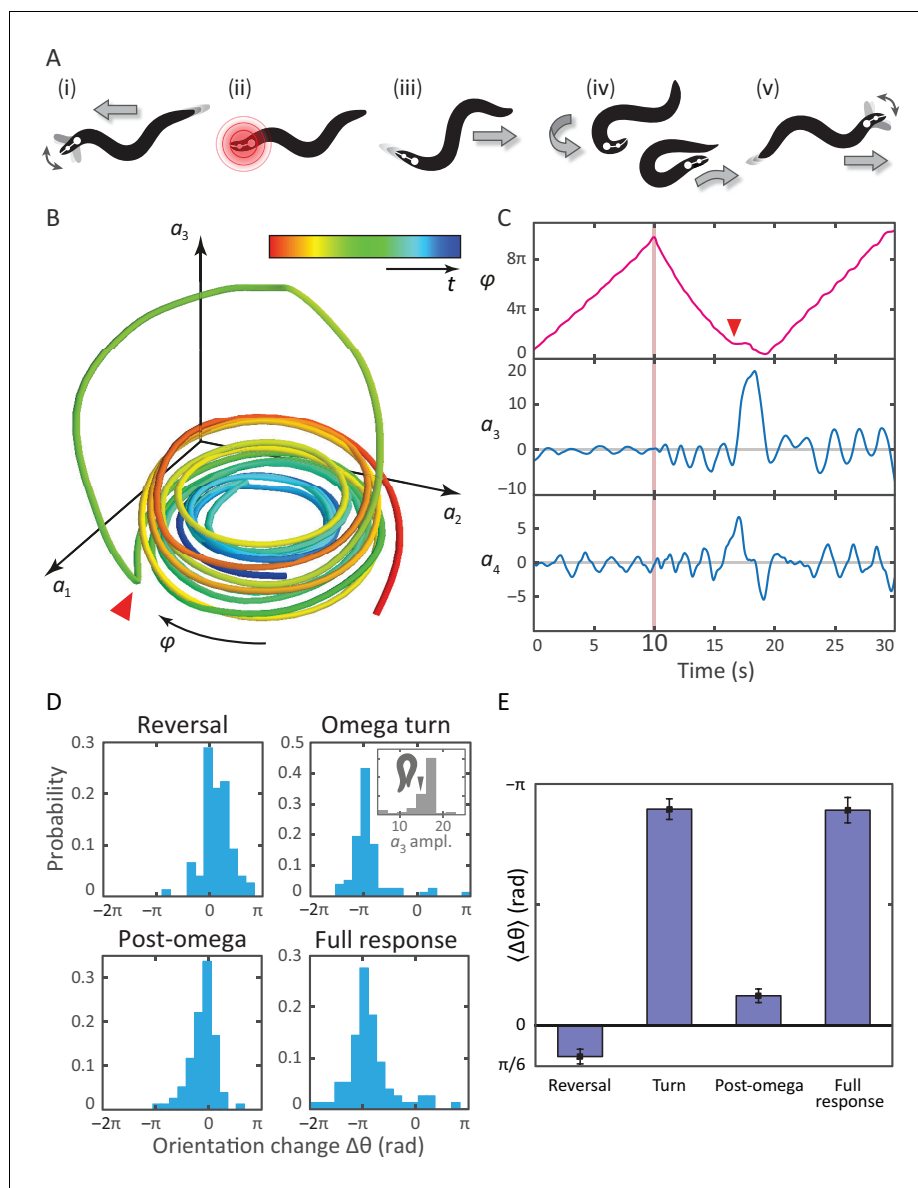 A
(i)
(ii)
(iii)
(iv)
(v)
B
a3
t
a1
a2
φ
C
φ
8π
4π
0
a3
20
10
0
−10
a4
5
0
−5
0 5 10 15 20 25 30
Time (s)
D
Reversal
Probability
0.3
0.2
0.1
0
−2π −π 0 π
Omega turn
0.5
0.4
0.3
0.2
0.1
0
−2π −π 0 π
10 20
a3 ampl.
Post-omega
0.3
0.2
0.1
0
−2π −π 0 π
Full response
0.3
0.2
0.1
0
−2π −π 0 π
Orientation change Δθ (rad)
E
⟨Δθ⟩ (rad)
−π
0
π/6
Reversal
Turn
Post-omega
Full
response